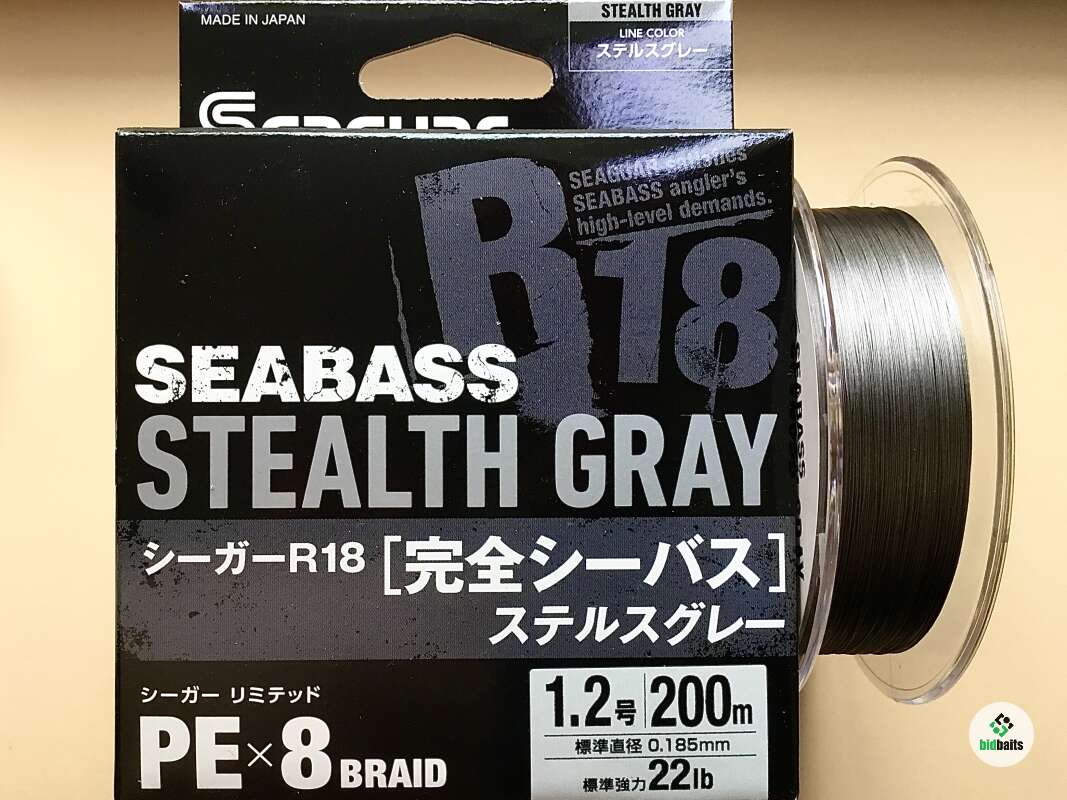 MADE IN JAPAN
STEALTH GRAY
LINE COLOR
ステルスグレー
R18
SEAGUAR satisfies
SEABASS angler's
high-level demands.
SEABASS
STEALTH GRAY
シーガーR18 [完全シーバス]
ステルスグレー
シーガー リミテッド
PE×8 BRAID
1.2号 200m
標準直径 0.185mm
標準強力 22lb
SEABASS
bidbaits